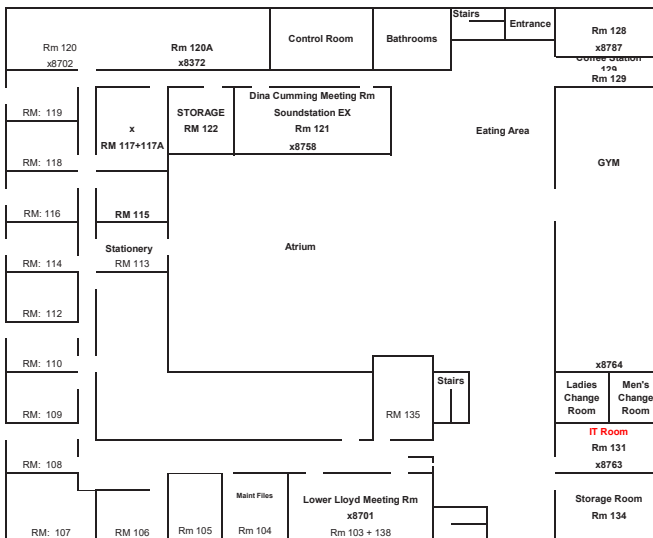 Stairs
Entrance
Rm 128
x8787
Coffee Station
129
Rm 129
Rm 120
x8702
Rm 120A
x8372
Control Room
Bathrooms
RM: 119
x
RM 117+117A
STORAGE
RM 122
Dina Cumming Meeting Rm
Soundstation EX
Rm 121
x8758
Eating Area
RM: 118
GYM
RM: 116
RM 115
Stationery
RM 113
Atrium
RM: 114
RM: 112
RM: 110
x8764
Stairs
Ladies
Change
Room
Men's
Change
Room
RM: 109
RM 135
IT Room
Rm 131
x8763
RM: 108
Maint Files
Lower Lloyd Meeting Rm
x8701
Rm 103 + 138
Storage Room
Rm 134
RM: 107
RM 106
Rm 105
Rm 104